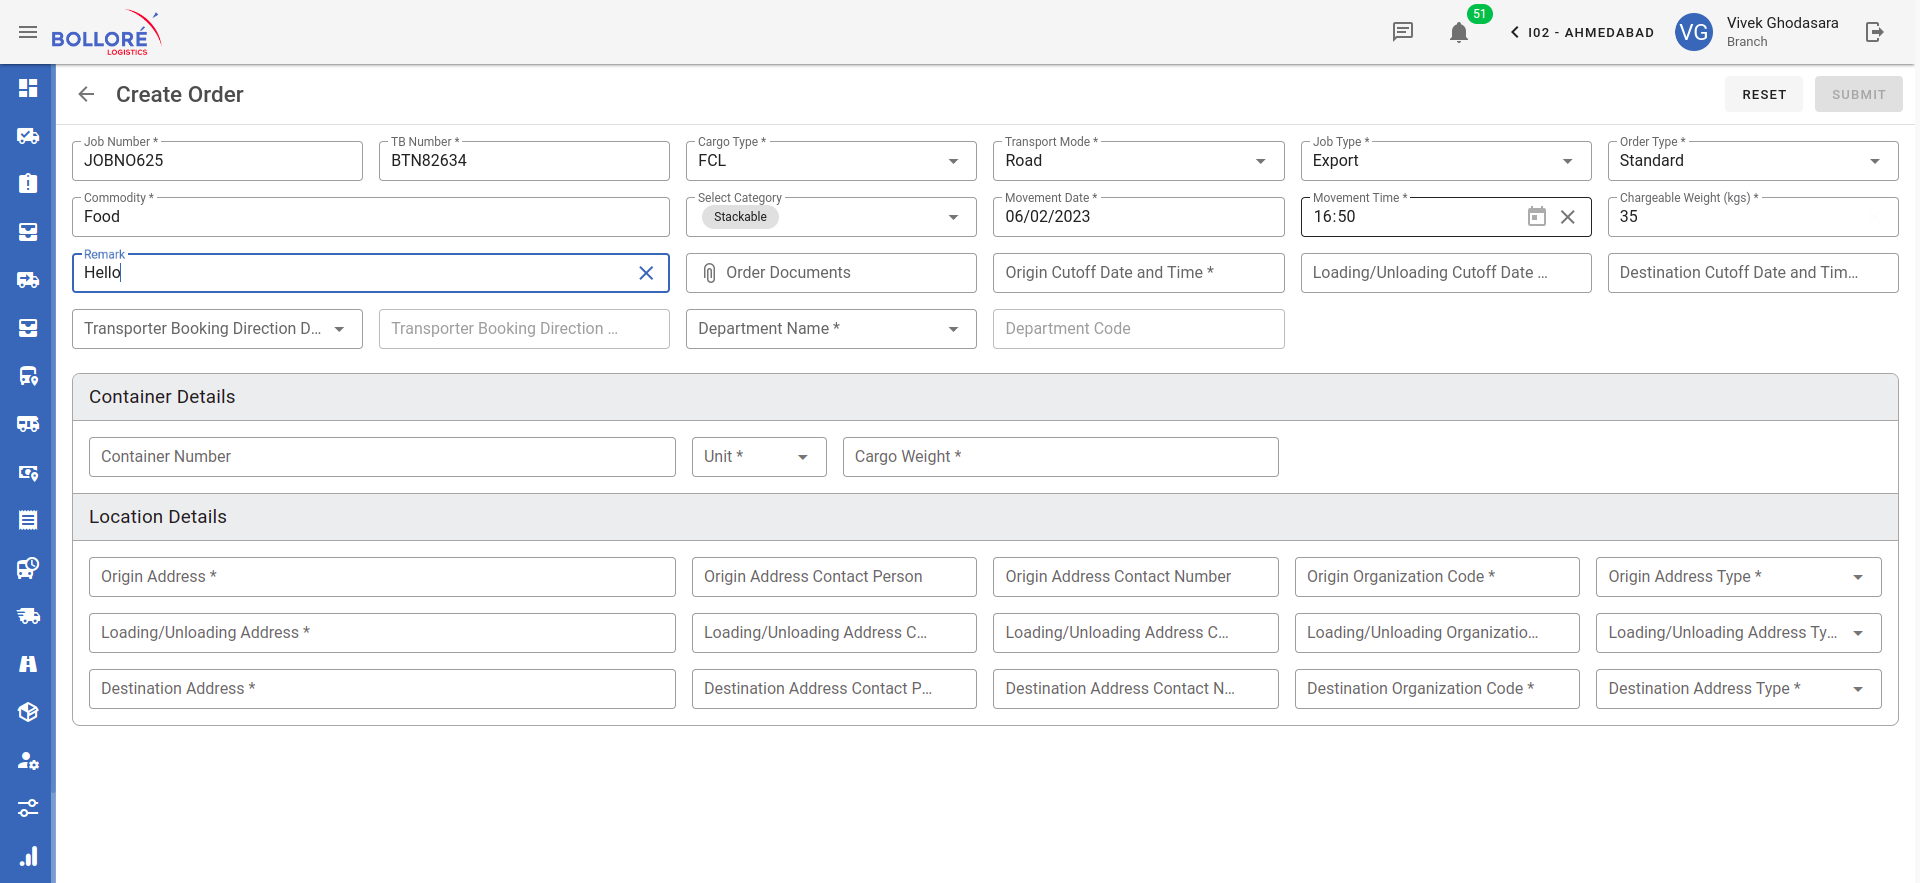 BOLLORÉ
LOGISTICS
51
I02 - AHMEDABAD
VG
Vivek Ghodasara
Branch
Create Order
RESET
SUBMIT
Job Number *
JOBNO625
TB Number *
BTN82634
Cargo Type *
FCL
Transport Mode *
Road
Job Type *
Export
Order Type *
Standard
Commodity *
Food
Select Category
Stackable
Movement Date *
06/02/2023
Movement Time *
16:50
Chargeable Weight (kgs) *
35
Remark
Hello
Order Documents
Origin Cutoff Date and Time *
Loading/Unloading Cutoff Date ...
Destination Cutoff Date and Tim...
Transporter Booking Direction D...
Transporter Booking Direction ...
Department Name *
Department Code
Container Details
Container Number
Unit *
Cargo Weight *
Location Details
Origin Address *
Origin Address Contact Person
Origin Address Contact Number
Origin Organization Code *
Origin Address Type *
Loading/Unloading Address *
Loading/Unloading Address C...
Loading/Unloading Address C...
Loading/Unloading Organizatio...
Loading/Unloading Address Ty...
Destination Address *
Destination Address Contact P...
Destination Address Contact N...
Destination Organization Code *
Destination Address Type *